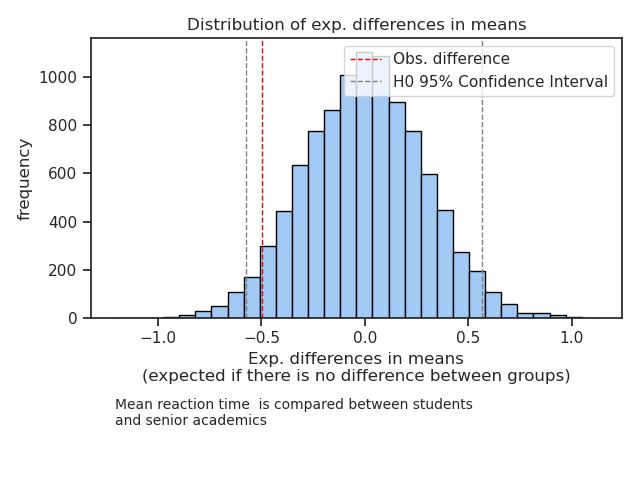 Distribution of exp. differences in means
Obs. difference
H0 95% Confidence Interval
frequency
1000
800
600
400
200
0
−1.0 −0.5 0.0 0.5 1.0
Exp. differences in means
(expected if there is no difference between groups)
Mean reaction time  is compared between students
and senior academics